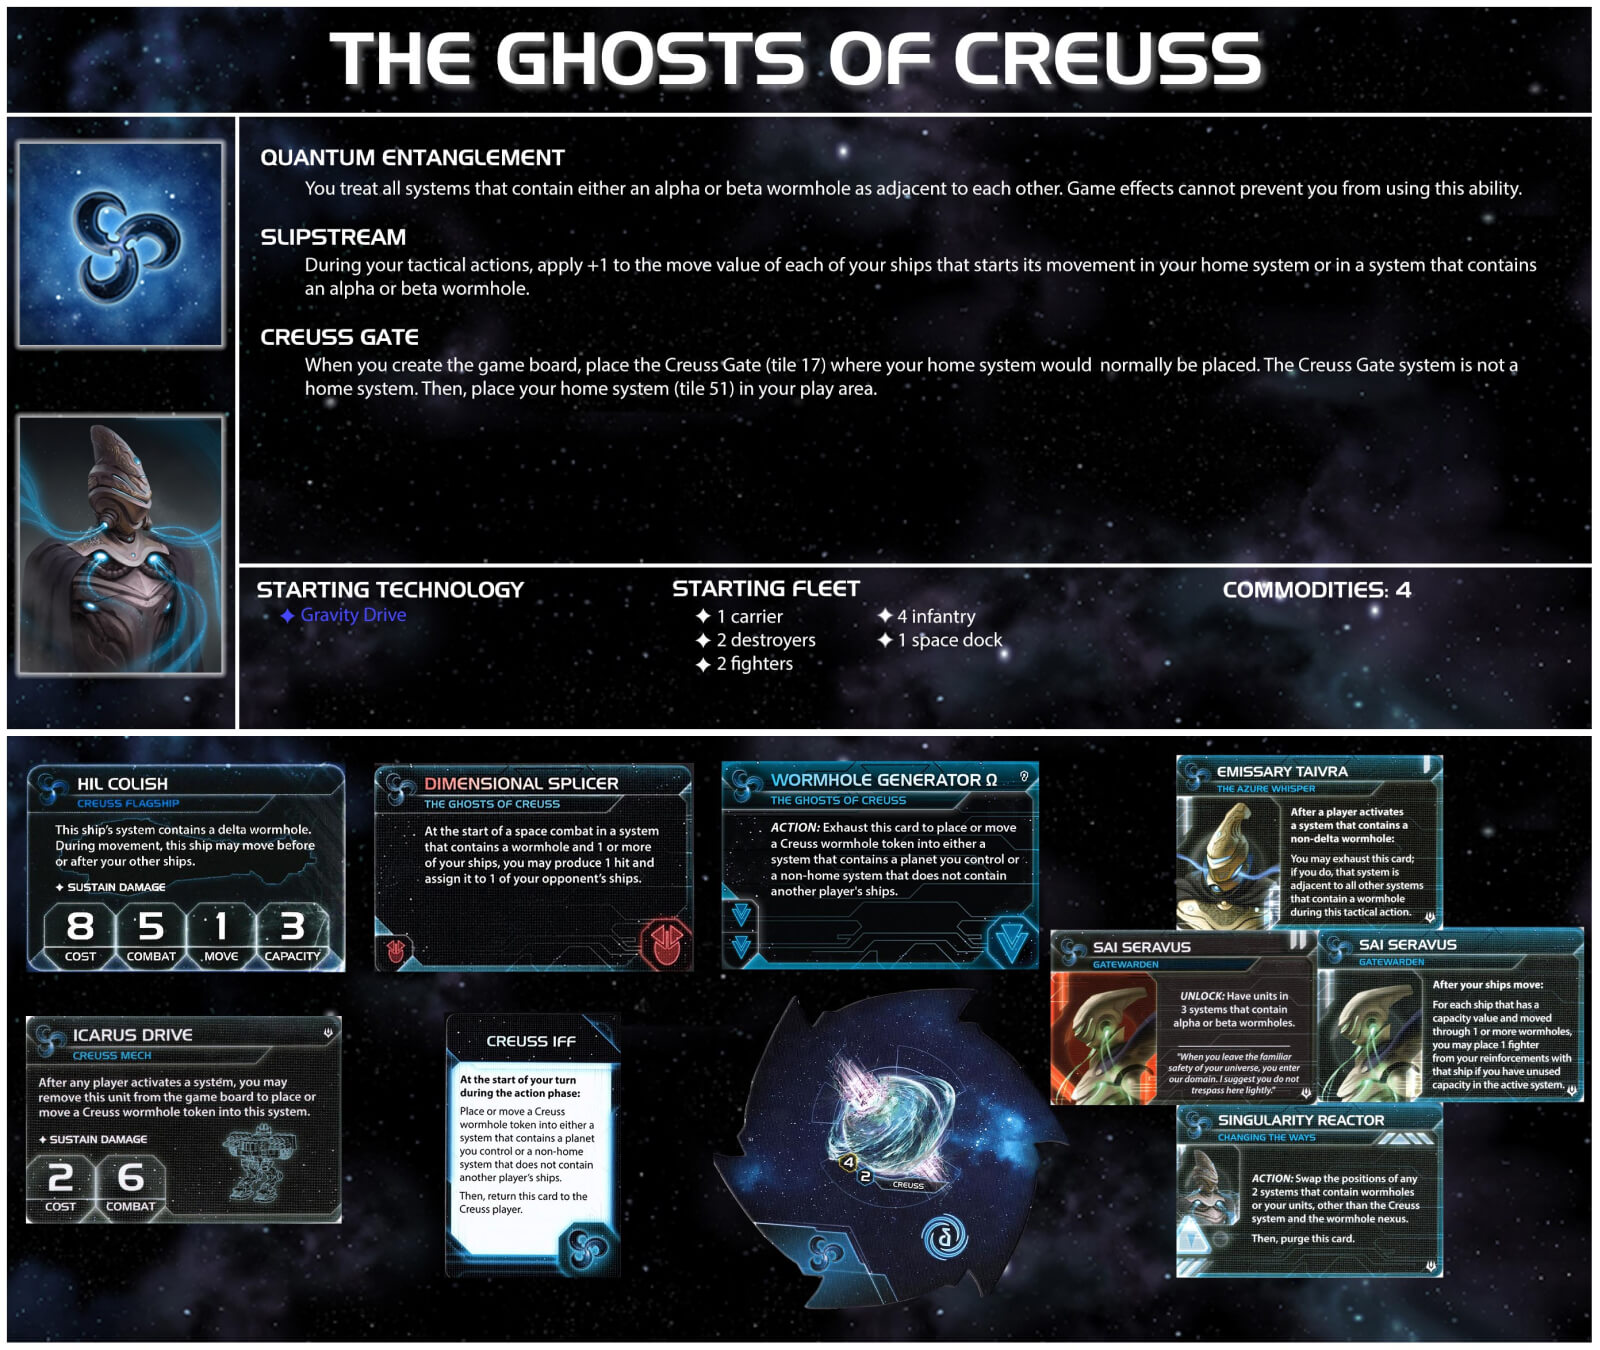 THE GHOSTS OF CREUSS
QUANTUM ENTANGLEMENT
You treat all systems that contain either an alpha or beta wormhole as adjacent to each other. Game effects cannot prevent you from using this ability.
SLIPSTREAM
During your tactical actions, apply +1 to the move value of each of your ships that starts its movement in your home system or in a system that contains
an alpha or beta wormhole.
CREUSS GATE
When you create the game board, place the Creuss Gate (tile 17) where your home system would normally be placed. The Creuss Gate system is not a
home system. Then, place your home system (tile 51) in your play area.
STARTING TECHNOLOGY
Gravity Drive
STARTING FLEET
1 carrier
2 destroyers
2 fighters
4 infantry
1 space dock
COMMODITIES: 4
HIL COLISH
CREUSS FLAGSHIP
This ship's system contains a delta wormhole.
During movement, this ship may move before
or after your other ships.
SUSTAIN DAMAGE
8 5 1 3
COST COMBAT MOVE CAPACITY
DIMENSIONAL SPLICER
THE GHOSTS OF CREUSS
At the start of a space combat in a system
that contains a wormhole and 1 or more
of your ships, you may produce 1 hit and
assign it to 1 of your opponent's ships.
WORMHOLE GENERATOR Ω
THE GHOSTS OF CREUSS
ACTION: Exhaust this card to place or move
a Creuss wormhole token into either a
system that contains a planet you control or
a non-home system that does not contain
another player's ships.
EMISSARY TAIVRA
THE AZURE WHISPER
After a player activates
a system that contains a
non-delta wormhole:
You may exhaust this card;
if you do, that system is
adjacent to all other systems
that contain a wormhole
during this tactical action.
SAI SERAVUS
GATEWARDEN
UNLOCK: Have units in
3 systems that contain
alpha or beta wormholes.
"When you leave the familiar
safety of your universe, you enter
our domain. I suggest you do not
trespass here lightly."
SAI SERAVUS
GATEWARDEN
After your ships move:
For each ship that has a
capacity value and moved
through 1 or more wormholes,
you may place 1 fighter
from your reinforcements with
that ship if you have unused
capacity in the active system.
ICARUS DRIVE
CREUSS MECH
After any player activates a system, you may
remove this unit from the game board to place or
move a Creuss wormhole token into this system.
SUSTAIN DAMAGE
2 6
COST COMBAT
CREUSS IFF
At the start of your turn
during the action phase:
Place or move a Creuss
wormhole token into either a
system that contains a planet
you control or a non-home
system that does not contain
another player's ships.
Then, return this card to the
Creuss player.
4
2
CREUSS
δ
SINGULARITY REACTOR
CHANGING THE WAYS
ACTION: Swap the positions of any
2 systems that contain wormholes
or your units, other than the Creuss
system and the wormhole nexus.
Then, purge this card.